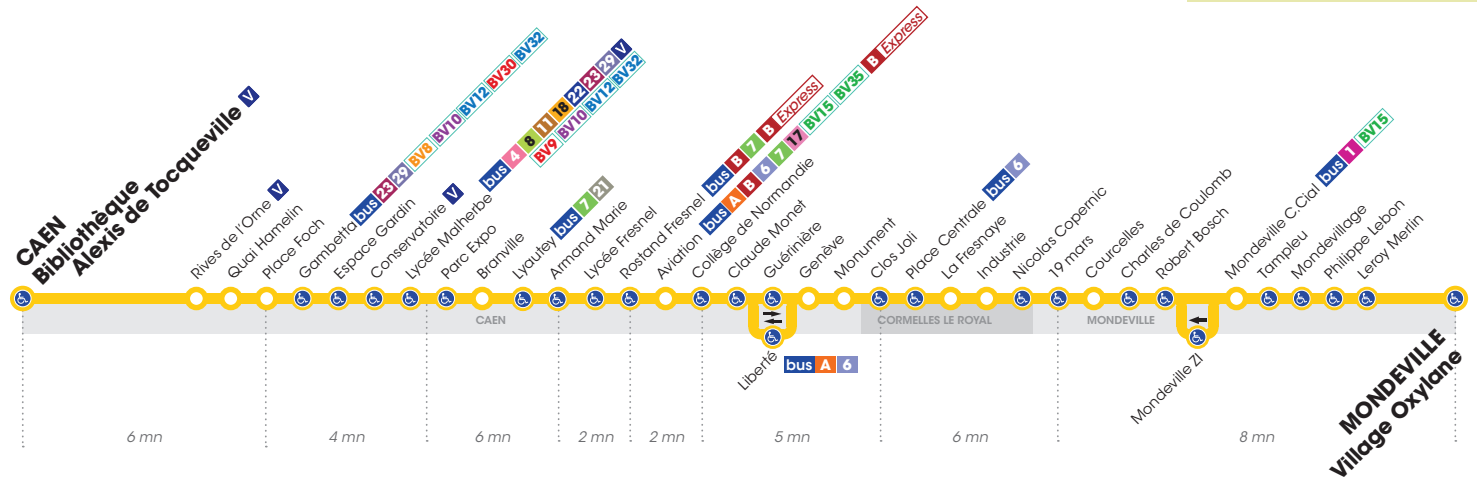 CAEN
Bibliothèque
Alexis de Tocqueville V
Rives de l'Orne V
Quai Hamelin
Place Foch
Gambetta bus 23 29 BV8 BV10 BV12 BV30 BV32
Espace Gardin
Conservatoire V
Lycée Malherbe bus 4 8 11 18 22 23 29 V
BV9 BV10 BV12 BV32
Parc Expo
Branville
Lyautey bus 7 21
Armand Marie
Lycée Fresnel
Rostand Fresnel bus B 7 B Express
Aviation bus A B 6 7 17 BV15 BV35 B Express
Collège de Normandie
Claude Monet
Guérinière
Genève
Monument
Clos Joli
Place Centrale bus 6
La Fresnaye
Industrie
Nicolas Copernic
19 mars
Courcelles
Charles de Coulomb
Robert Bosch
Mondeville C.Cial bus 1 BV15
Tampleu
Mondevillage
Philippe Lebon
Leroy Merlin
CAEN
CORMELLES LE ROYAL
MONDEVILLE
Liberté bus A 6
Mondeville ZI
MONDEVILLE
Village Oxylane
6 mn
4 mn
6 mn
2 mn
2 mn
5 mn
6 mn
8 mn